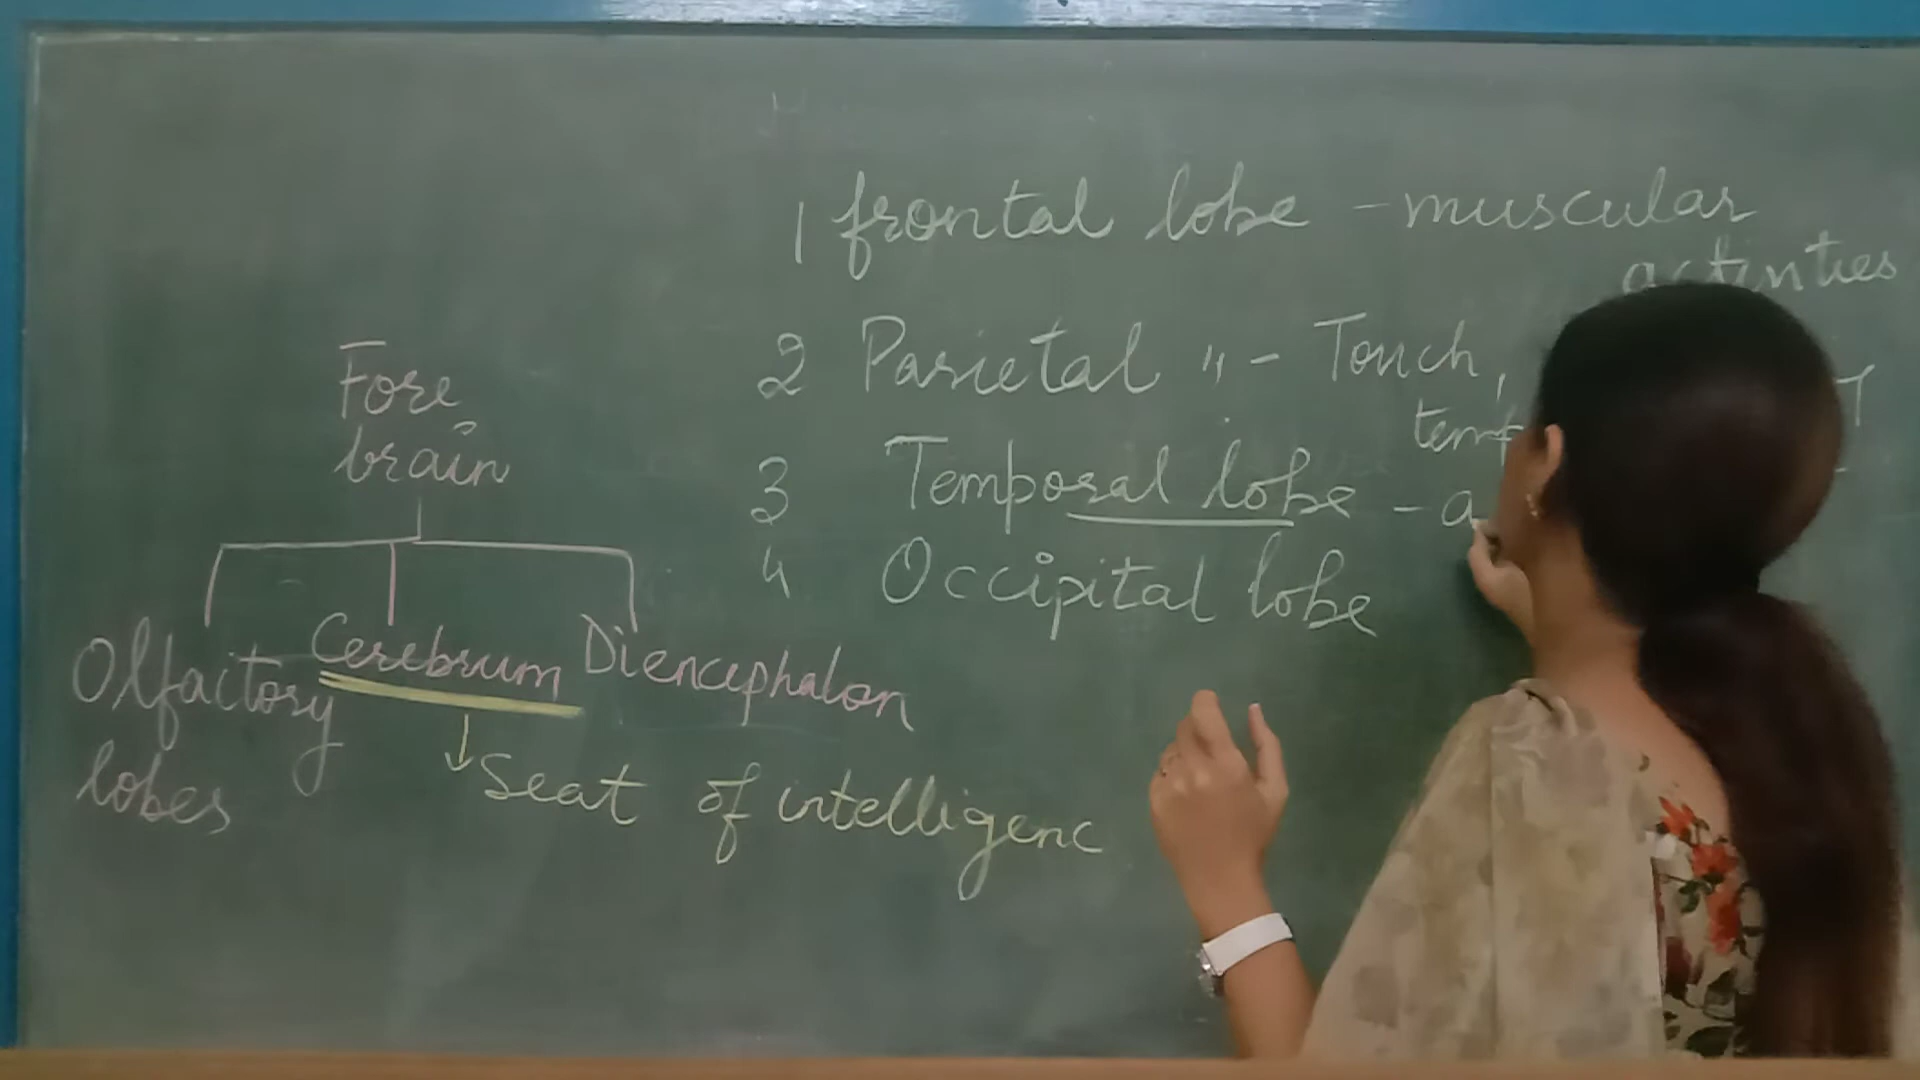 1 frontal lobe - muscular
activities
2 Parietal " - Touch,
3 Temporal lobe - a
4 Occipital lobe
Fore
brain
Olfactory
lobes
Cerebrum
Diencephalon
↓ Seat of intelligenc